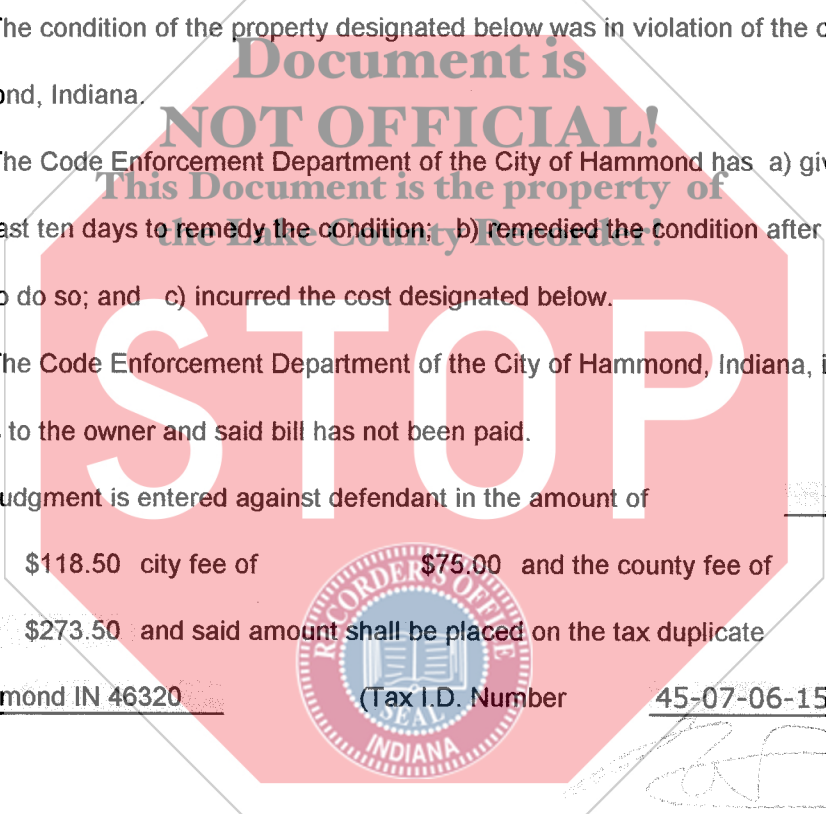 The condition of the property designated below was in violation of the
Document is
ond, Indiana.
NOT OFFICIAL!
The Code Enforcement Department of the City of Hammond has a) giv
This Document is the property of
ast ten days to remedy the condition; b) remedied the condition after
the Lake County Recorder!
o do so; and c) incurred the cost designated below.
STOP
The Code Enforcement Department of the City of Hammond, Indiana, i
to the owner and said bill has not been paid.
udgment is entered against defendant in the amount of
$118.50 city fee of $75.00 and the county fee of
$273.50 and said amount shall be placed on the tax duplicate
mond IN 46320 (Tax I.D. Number 45-07-06-15
RECORDER'S OFFICE
SEAL
INDIANA